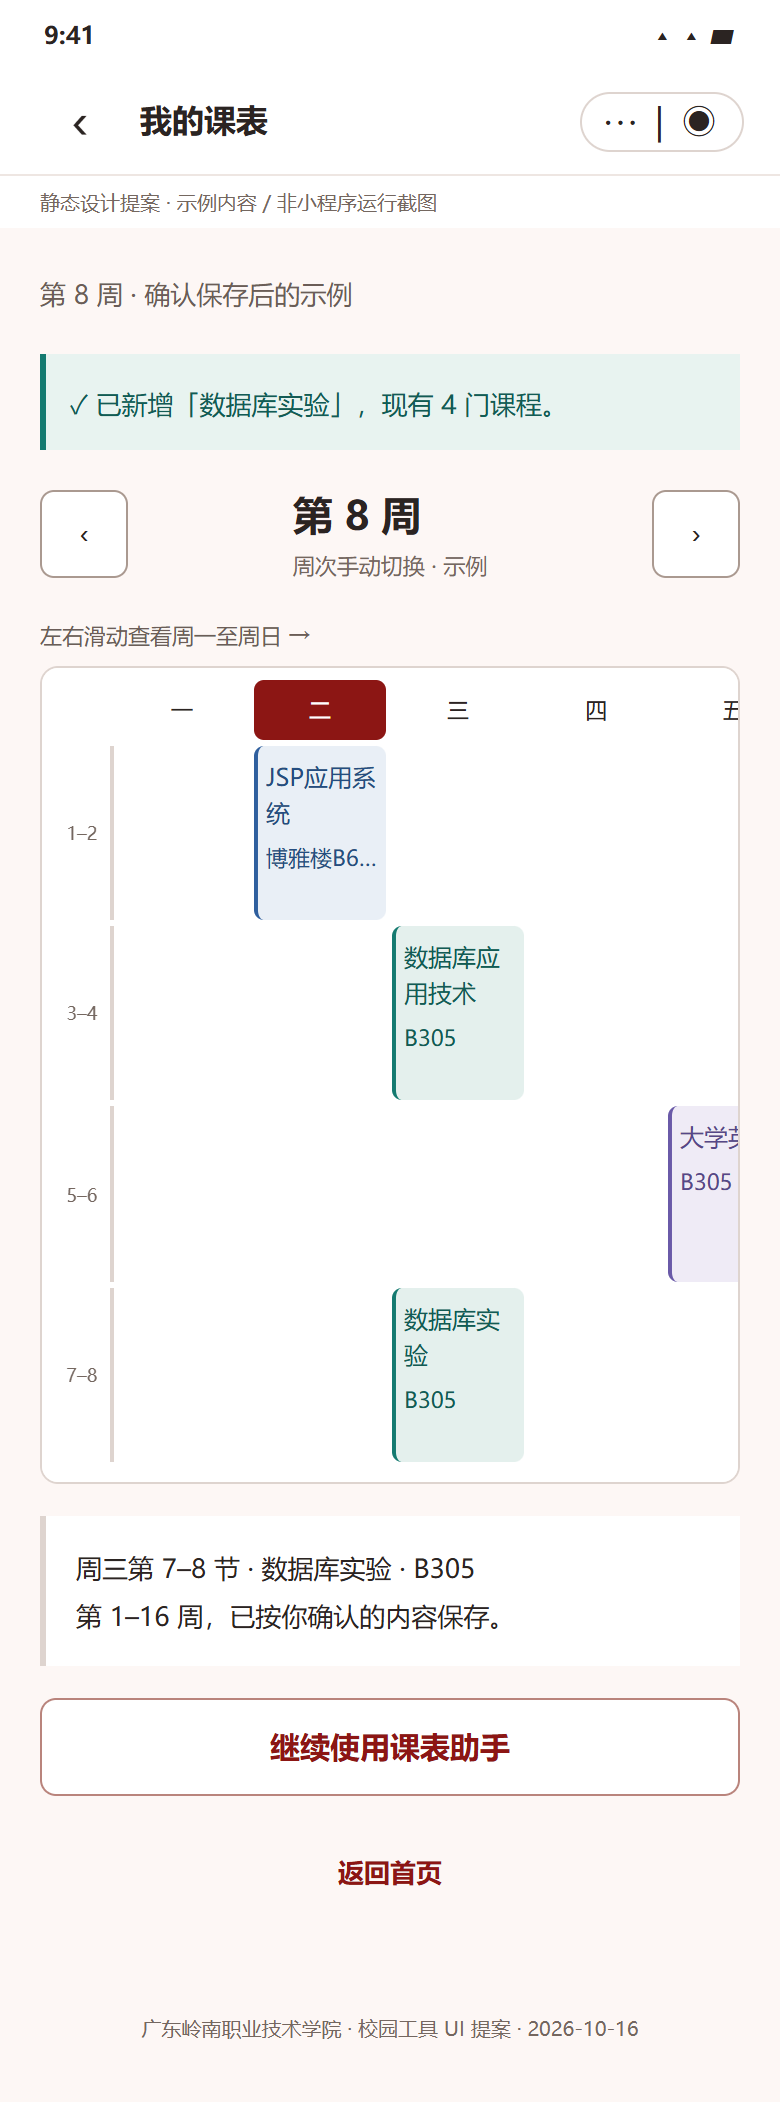 9:41
我的课表
静态设计提案 · 示例内容 / 非小程序运行截图
第 8 周 · 确认保存后的示例
✓ 已新增「数据库实验」，现有 4 门课程。
‹
第 8 周
›
周次手动切换 · 示例
左右滑动查看周一至周日 →
一 二 三 四 五
1–2
JSP应用系
统
博雅楼B6...
3–4
数据库应
用技术
B305
5–6
大学英
B305
7–8
数据库实
验
B305
周三第 7–8 节 · 数据库实验 · B305
第 1–16 周，已按你确认的内容保存。
继续使用课表助手
返回首页
广东岭南职业技术学院 · 校园工具 UI 提案 · 2026-10-16